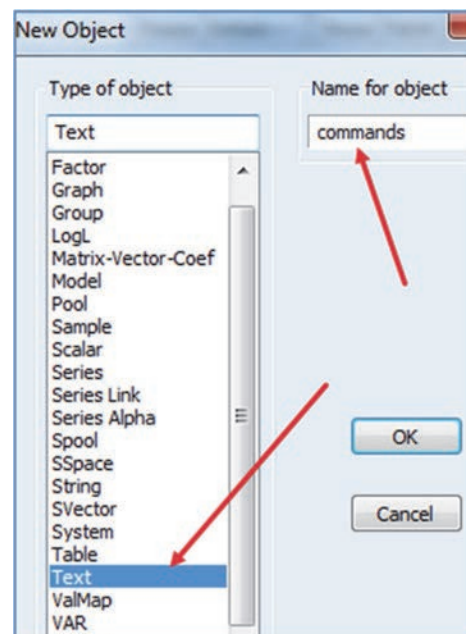 New Object
Type of object
Name for object
Text
commands
Factor
Graph
Group
LogL
Matrix-Vector-Coef
Model
Pool
Sample
Scalar
Series
Series Link
Series Alpha
Spool
SSpace
String
SVector
System
Table
Text
ValMap
VAR
OK
Cancel